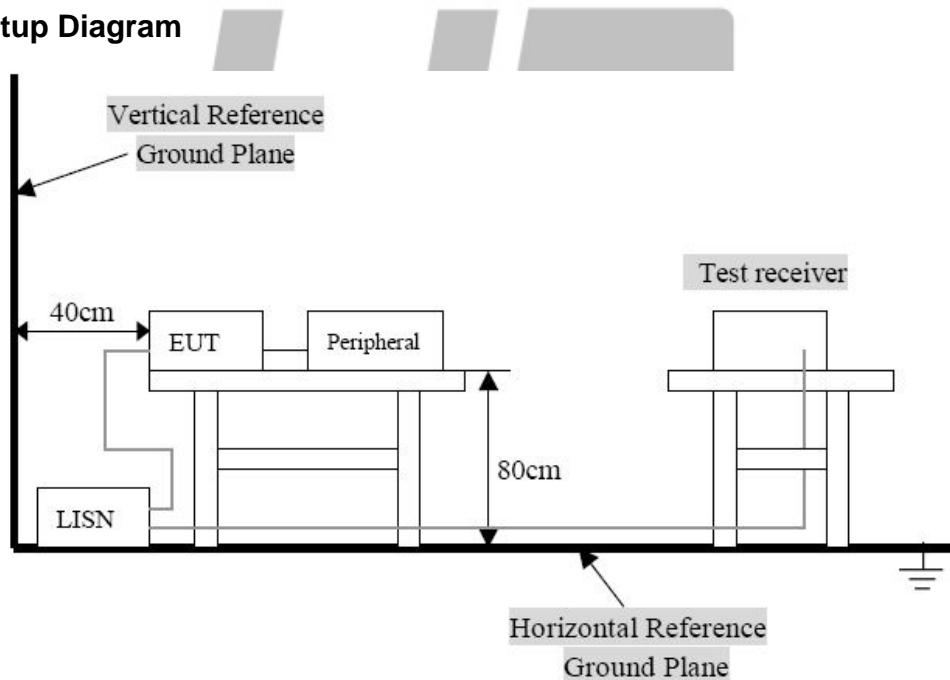 tup Diagram
Vertical Reference
Ground Plane
Test receiver
40cm
EUT
Peripheral
80cm
LISN
Horizontal Reference
Ground Plane